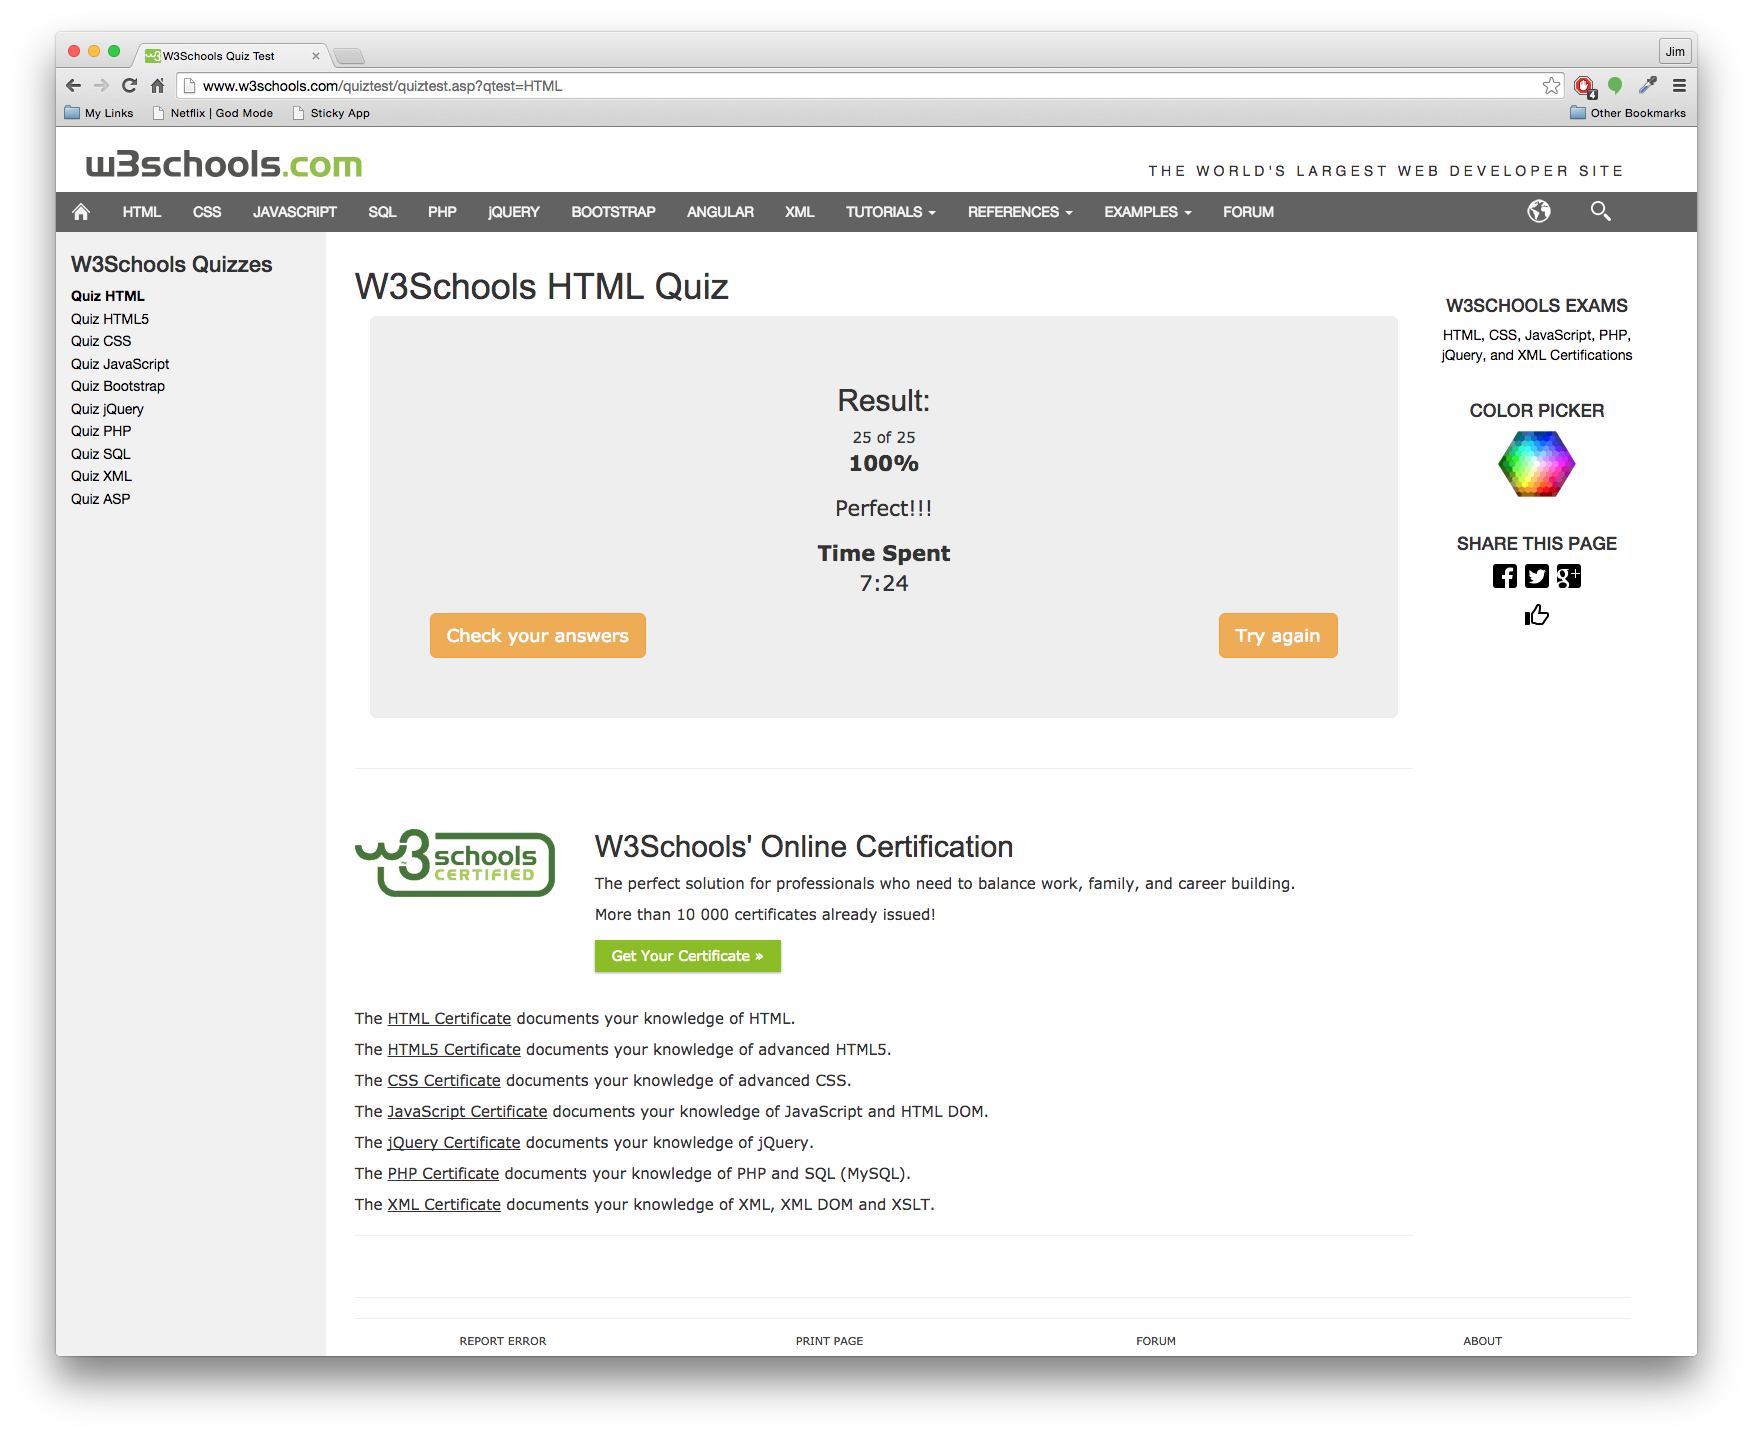 W3Schools Quiz Test
Jim
www.w3schools.com/quiztest/quiztest.asp?qtest=HTML
4
My Links
Netflix | God Mode
Sticky App
Other Bookmarks
w3schools.com
THE WORLD'S LARGEST WEB DEVELOPER SITE
HTML CSS JAVASCRIPT SQL PHP jQUERY BOOTSTRAP ANGULAR XML TUTORIALS REFERENCES EXAMPLES FORUM
W3Schools Quizzes
Quiz HTML
Quiz HTML5
Quiz CSS
Quiz JavaScript
Quiz Bootstrap
Quiz jQuery
Quiz PHP
Quiz SQL
Quiz XML
Quiz ASP
W3Schools HTML Quiz
Result:
25 of 25
100%
Perfect!!!
Time Spent
7:24
Check your answers
Try again
W3SCHOOLS EXAMS
HTML, CSS, JavaScript, PHP,
jQuery, and XML Certifications
COLOR PICKER
SHARE THIS PAGE
w3schools
CERTIFIED
W3Schools' Online Certification
The perfect solution for professionals who need to balance work, family, and career building.
More than 10 000 certificates already issued!
Get Your Certificate »
The HTML Certificate documents your knowledge of HTML.
The HTML5 Certificate documents your knowledge of advanced HTML5.
The CSS Certificate documents your knowledge of advanced CSS.
The JavaScript Certificate documents your knowledge of JavaScript and HTML DOM.
The jQuery Certificate documents your knowledge of jQuery.
The PHP Certificate documents your knowledge of PHP and SQL (MySQL).
The XML Certificate documents your knowledge of XML, XML DOM and XSLT.
REPORT ERROR
PRINT PAGE
FORUM
ABOUT